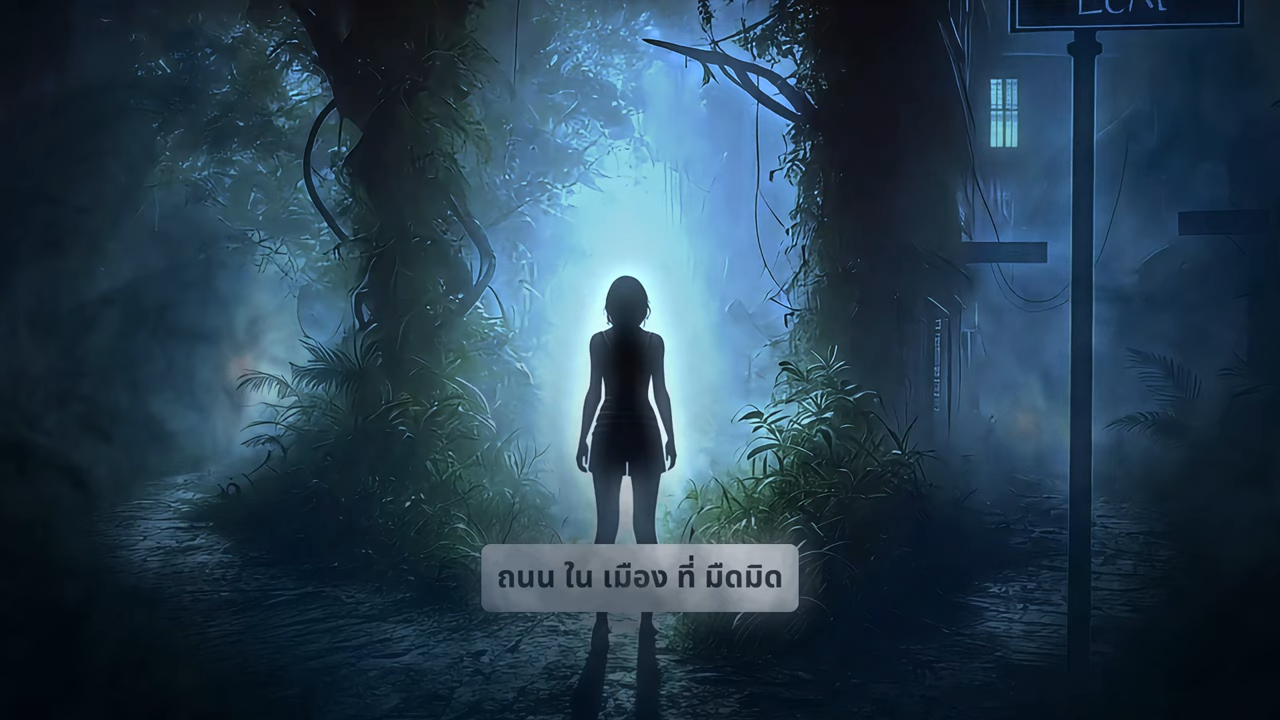 ถนน ใน เมือง ที่ มืดมิด